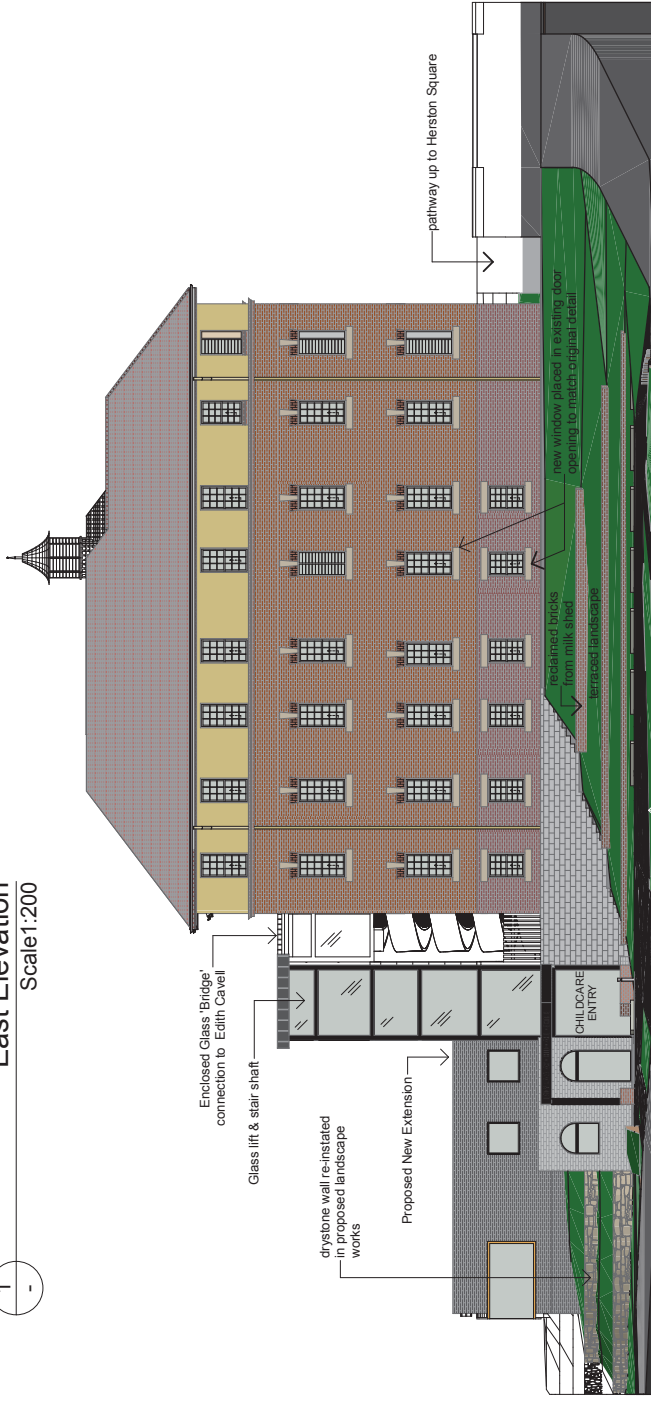 East Elevation
Scale1:200
-
Enclosed Glass 'Bridge'
connection to Edith Cavell
Glass lift & stair shaft
Proposed New Extension
drystone wall re-instated
in proposed landscape
works
CHILDCARE
ENTRY
reclaimed bricks
from milk shed
terraced landscape
new window placed in existing door
opening to match original detail
pathway up to Herston Square